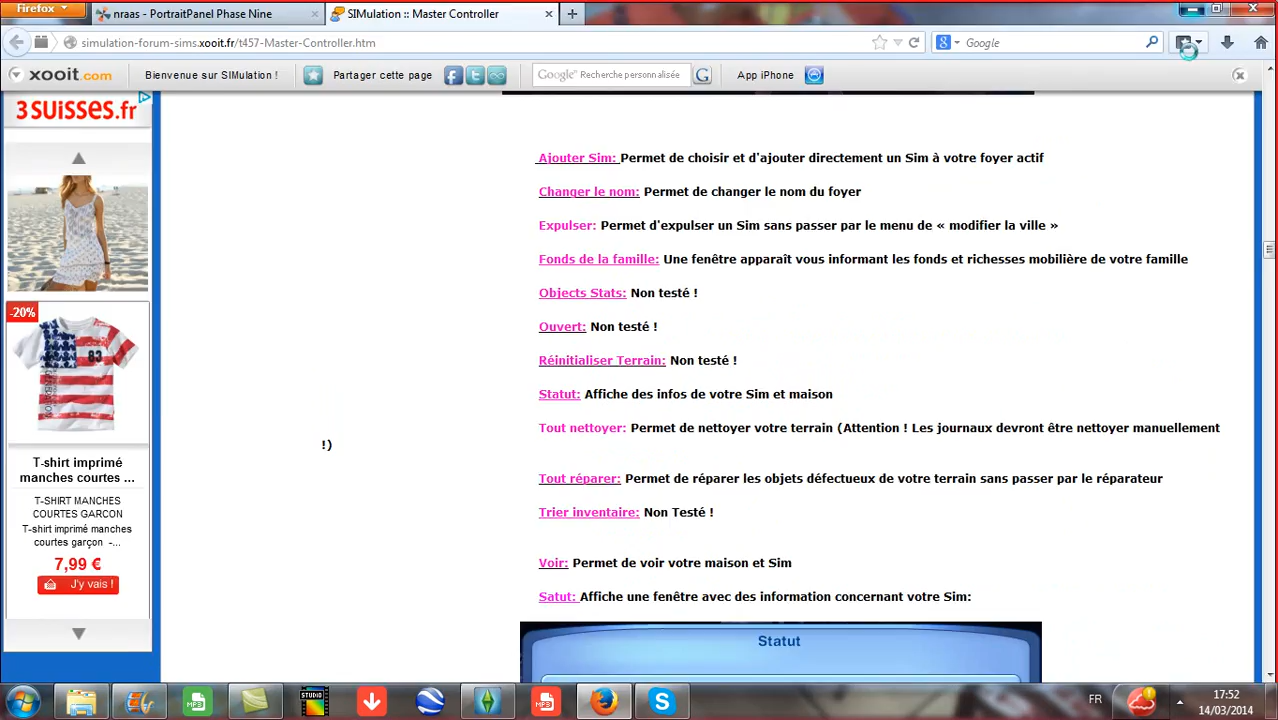 Firefox
nraas - PortraitPanel Phase Nine
SIMulation :: Master Controller
simulation-forum-sims.xooit.fr/t457-Master-Controller.htm
Google
xooit.com
Bienvenue sur SIMulation !
Partager cette page
Google™ Recherche personnalisée
App iPhone
3SUISSES.fr
Ajouter Sim: Permet de choisir et d'ajouter directement un Sim à votre foyer actif
Changer le nom: Permet de changer le nom du foyer
Expulser: Permet d'expulser un Sim sans passer par le menu de « modifier la ville »
Fonds de la famille: Une fenêtre apparaît vous informant les fonds et richesses mobilière de votre famille
Objects Stats: Non testé !
-20%
Ouvert: Non testé !
83
Réinitialiser Terrain: Non testé !
Statut: Affiche des infos de votre Sim et maison
Tout nettoyer: Permet de nettoyer votre terrain (Attention ! Les journaux devront être nettoyer manuellement
!)
T-shirt imprimé
manches courtes ...
Tout réparer: Permet de réparer les objets défectueux de votre terrain sans passer par le réparateur
T-SHIRT MANCHES
COURTES GARCON
T-shirt imprimé manches
courtes garçon -...
Trier inventaire: Non Testé !
7,99 €
J'y vais !
Voir: Permet de voir votre maison et Sim
Satut: Affiche une fenêtre avec des information concernant votre Sim:
Statut
MP3
STUDIO
MP3
FR
17:52
14/03/2014